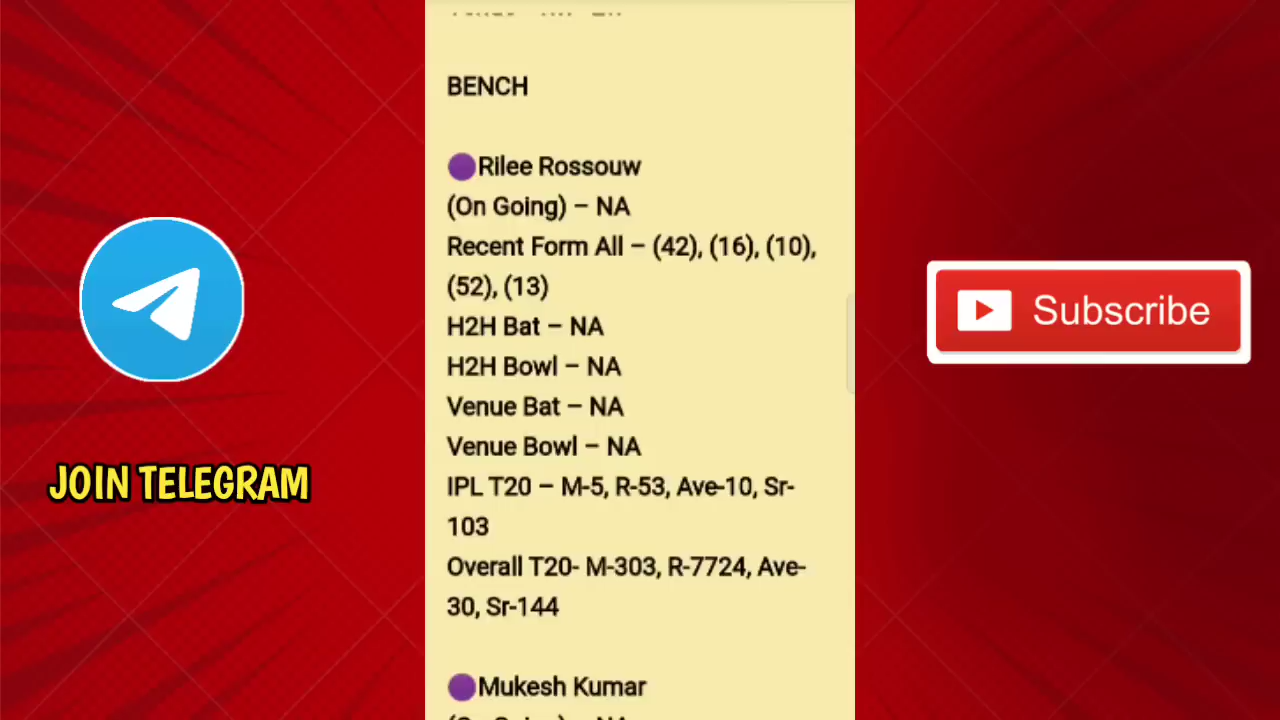 BENCH
Rilee Rossouw
(On Going) – NA
Recent Form All – (42), (16), (10),
(52), (13)
H2H Bat – NA
H2H Bowl – NA
Venue Bat – NA
Venue Bowl – NA
IPL T20 – M-5, R-53, Ave-10, Sr-
103
Overall T20- M-303, R-7724, Ave-
30, Sr-144
Mukesh Kumar
JOIN TELEGRAM
Subscribe